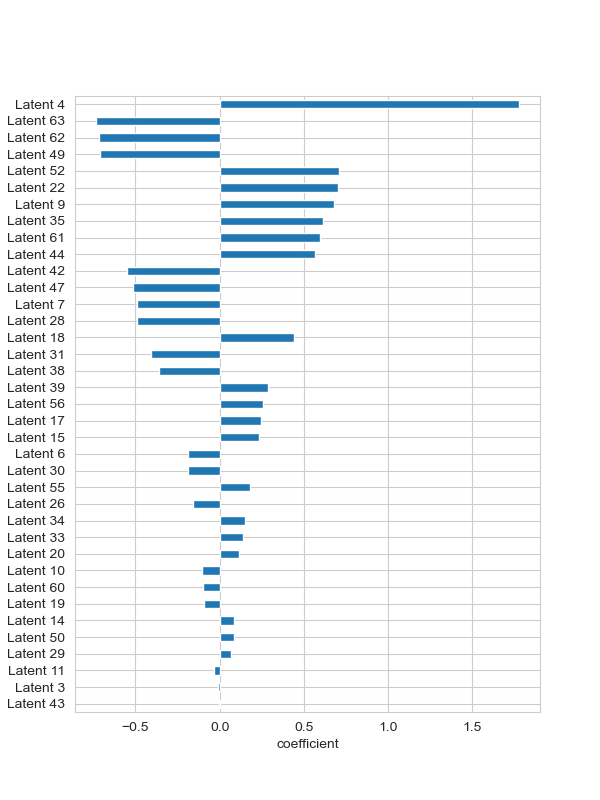 Latent 4
Latent 63
Latent 62
Latent 49
Latent 52
Latent 22
Latent 9
Latent 35
Latent 61
Latent 44
Latent 42
Latent 47
Latent 7
Latent 28
Latent 18
Latent 31
Latent 38
Latent 39
Latent 56
Latent 17
Latent 15
Latent 6
Latent 30
Latent 55
Latent 26
Latent 34
Latent 33
Latent 20
Latent 10
Latent 60
Latent 19
Latent 14
Latent 50
Latent 29
Latent 11
Latent 3
Latent 43
−0.5 0.0 0.5 1.0 1.5
coefficient